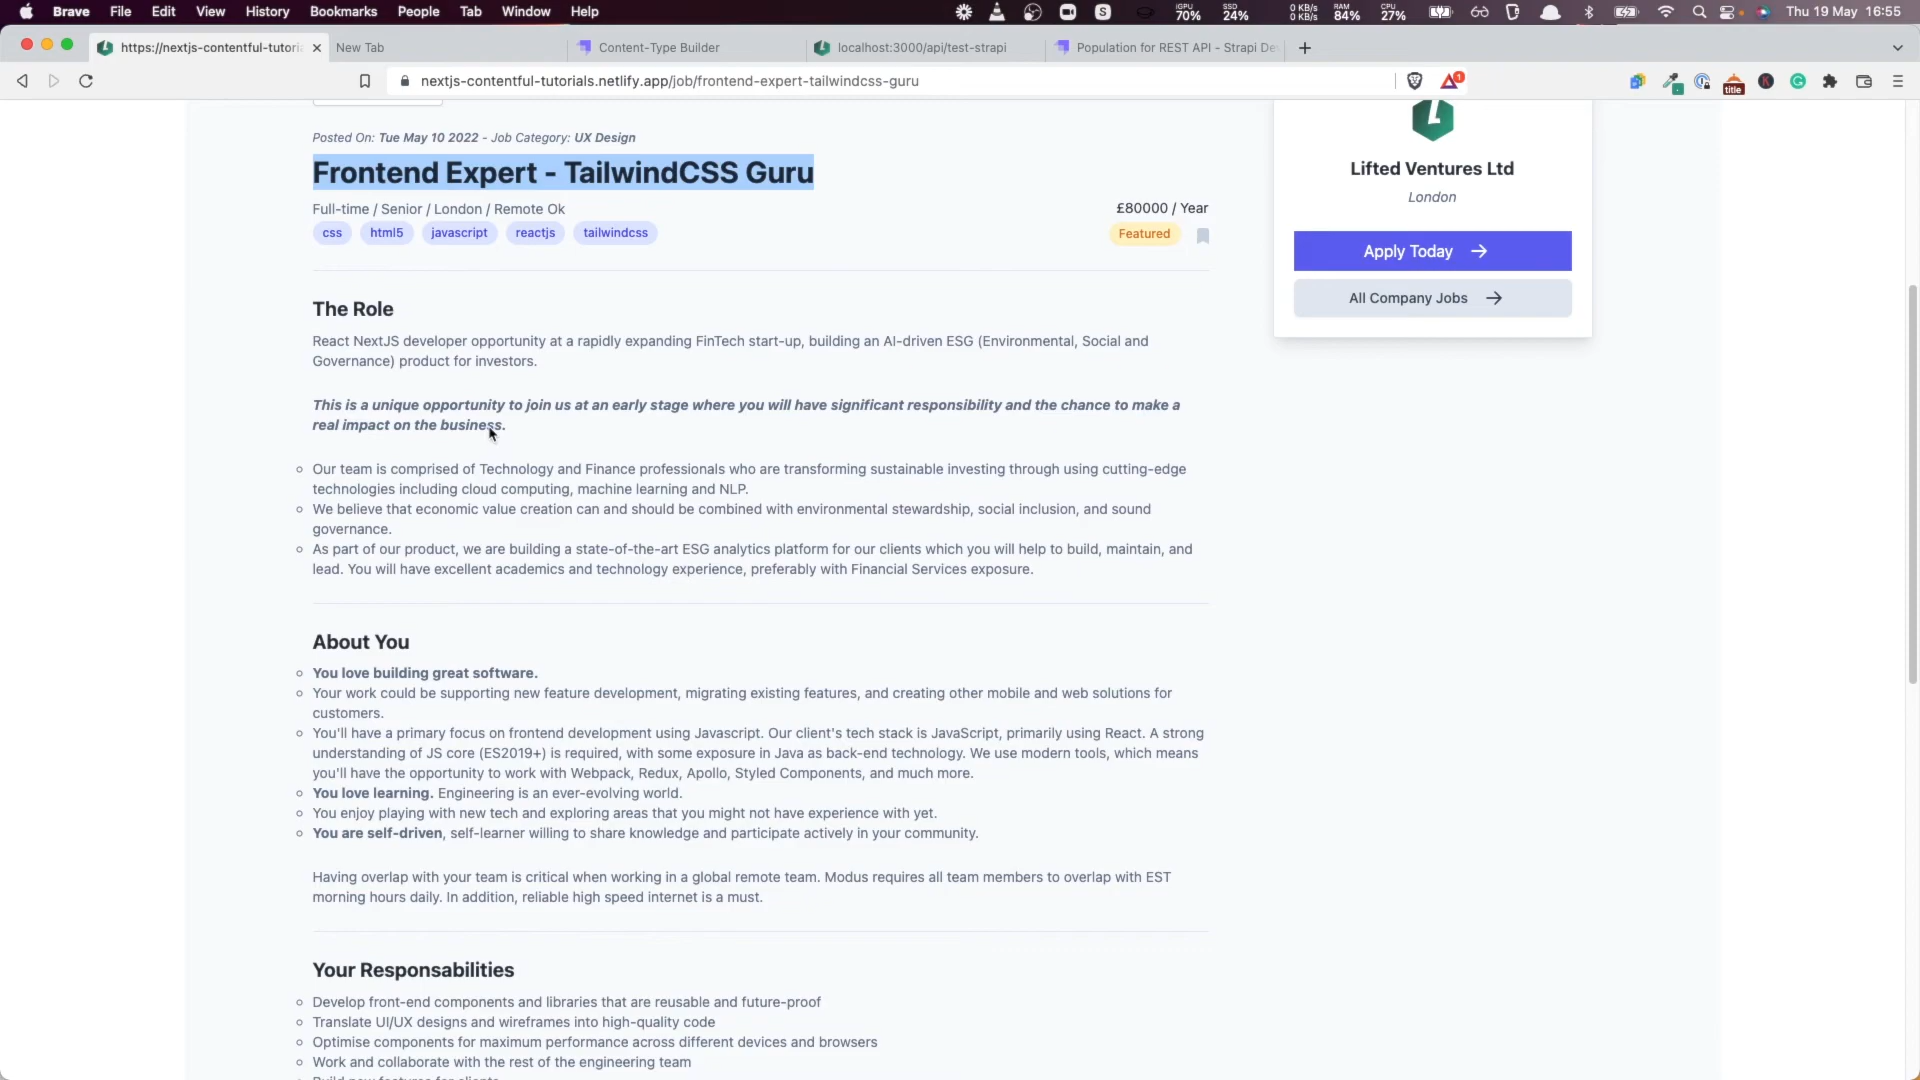 Brave File Edit View History Bookmarks People Tab Window Help
iGPU 70% SSD 24% 0 KB/s 0 KB/s RAM 84% CPU 27% Thu 19 May 16:55
https://nextjs-contentful-tutoria New Tab Content-Type Builder localhost:3000/api/test-strapi Population for REST API - Strapi De
nextjs-contentful-tutorials.netlify.app/job/frontend-expert-tailwindcss-guru
1
title
Posted On: Tue May 10 2022 - Job Category: UX Design
Frontend Expert - TailwindCSS Guru
Full-time / Senior / London / Remote Ok
£80000 / Year
css html5 javascript reactjs tailwindcss
Featured
Lifted Ventures Ltd
London
Apply Today
All Company Jobs
The Role
React NextJS developer opportunity at a rapidly expanding FinTech start-up, building an AI-driven ESG (Environmental, Social and
Governance) product for investors.
This is a unique opportunity to join us at an early stage where you will have significant responsibility and the chance to make a
real impact on the business.
Our team is comprised of Technology and Finance professionals who are transforming sustainable investing through using cutting-edge
technologies including cloud computing, machine learning and NLP.
We believe that economic value creation can and should be combined with environmental stewardship, social inclusion, and sound
governance.
As part of our product, we are building a state-of-the-art ESG analytics platform for our clients which you will help to build, maintain, and
lead. You will have excellent academics and technology experience, preferably with Financial Services exposure.
About You
You love building great software.
Your work could be supporting new feature development, migrating existing features, and creating other mobile and web solutions for
customers.
You'll have a primary focus on frontend development using Javascript. Our client's tech stack is JavaScript, primarily using React. A strong
understanding of JS core (ES2019+) is required, with some exposure in Java as back-end technology. We use modern tools, which means
you'll have the opportunity to work with Webpack, Redux, Apollo, Styled Components, and much more.
You love learning. Engineering is an ever-evolving world.
You enjoy playing with new tech and exploring areas that you might not have experience with yet.
You are self-driven, self-learner willing to share knowledge and participate actively in your community.
Having overlap with your team is critical when working in a global remote team. Modus requires all team members to overlap with EST
morning hours daily. In addition, reliable high speed internet is a must.
Your Responsabilities
Develop front-end components and libraries that are reusable and future-proof
Translate UI/UX designs and wireframes into high-quality code
Optimise components for maximum performance across different devices and browsers
Work and collaborate with the rest of the engineering team